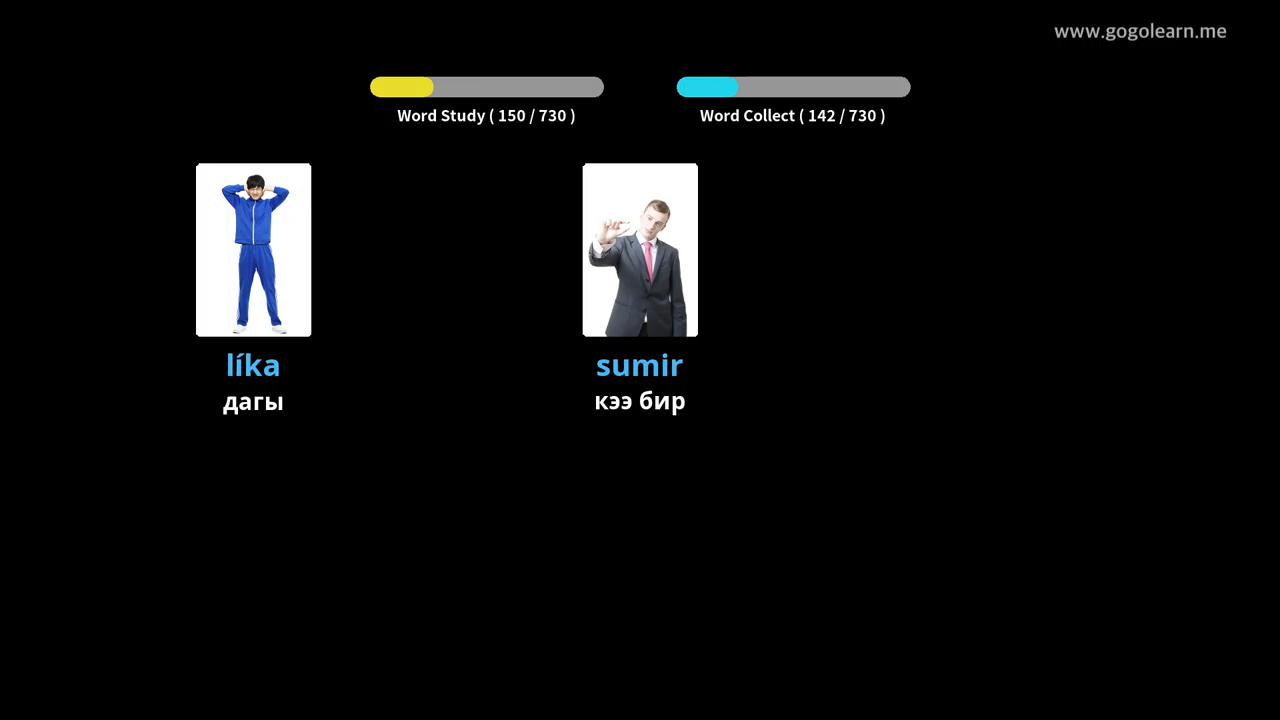 www.gogolearn.me
Word Study ( 150 / 730 )
Word Collect ( 142 / 730 )
líka
дагы
sumir
кээ бир